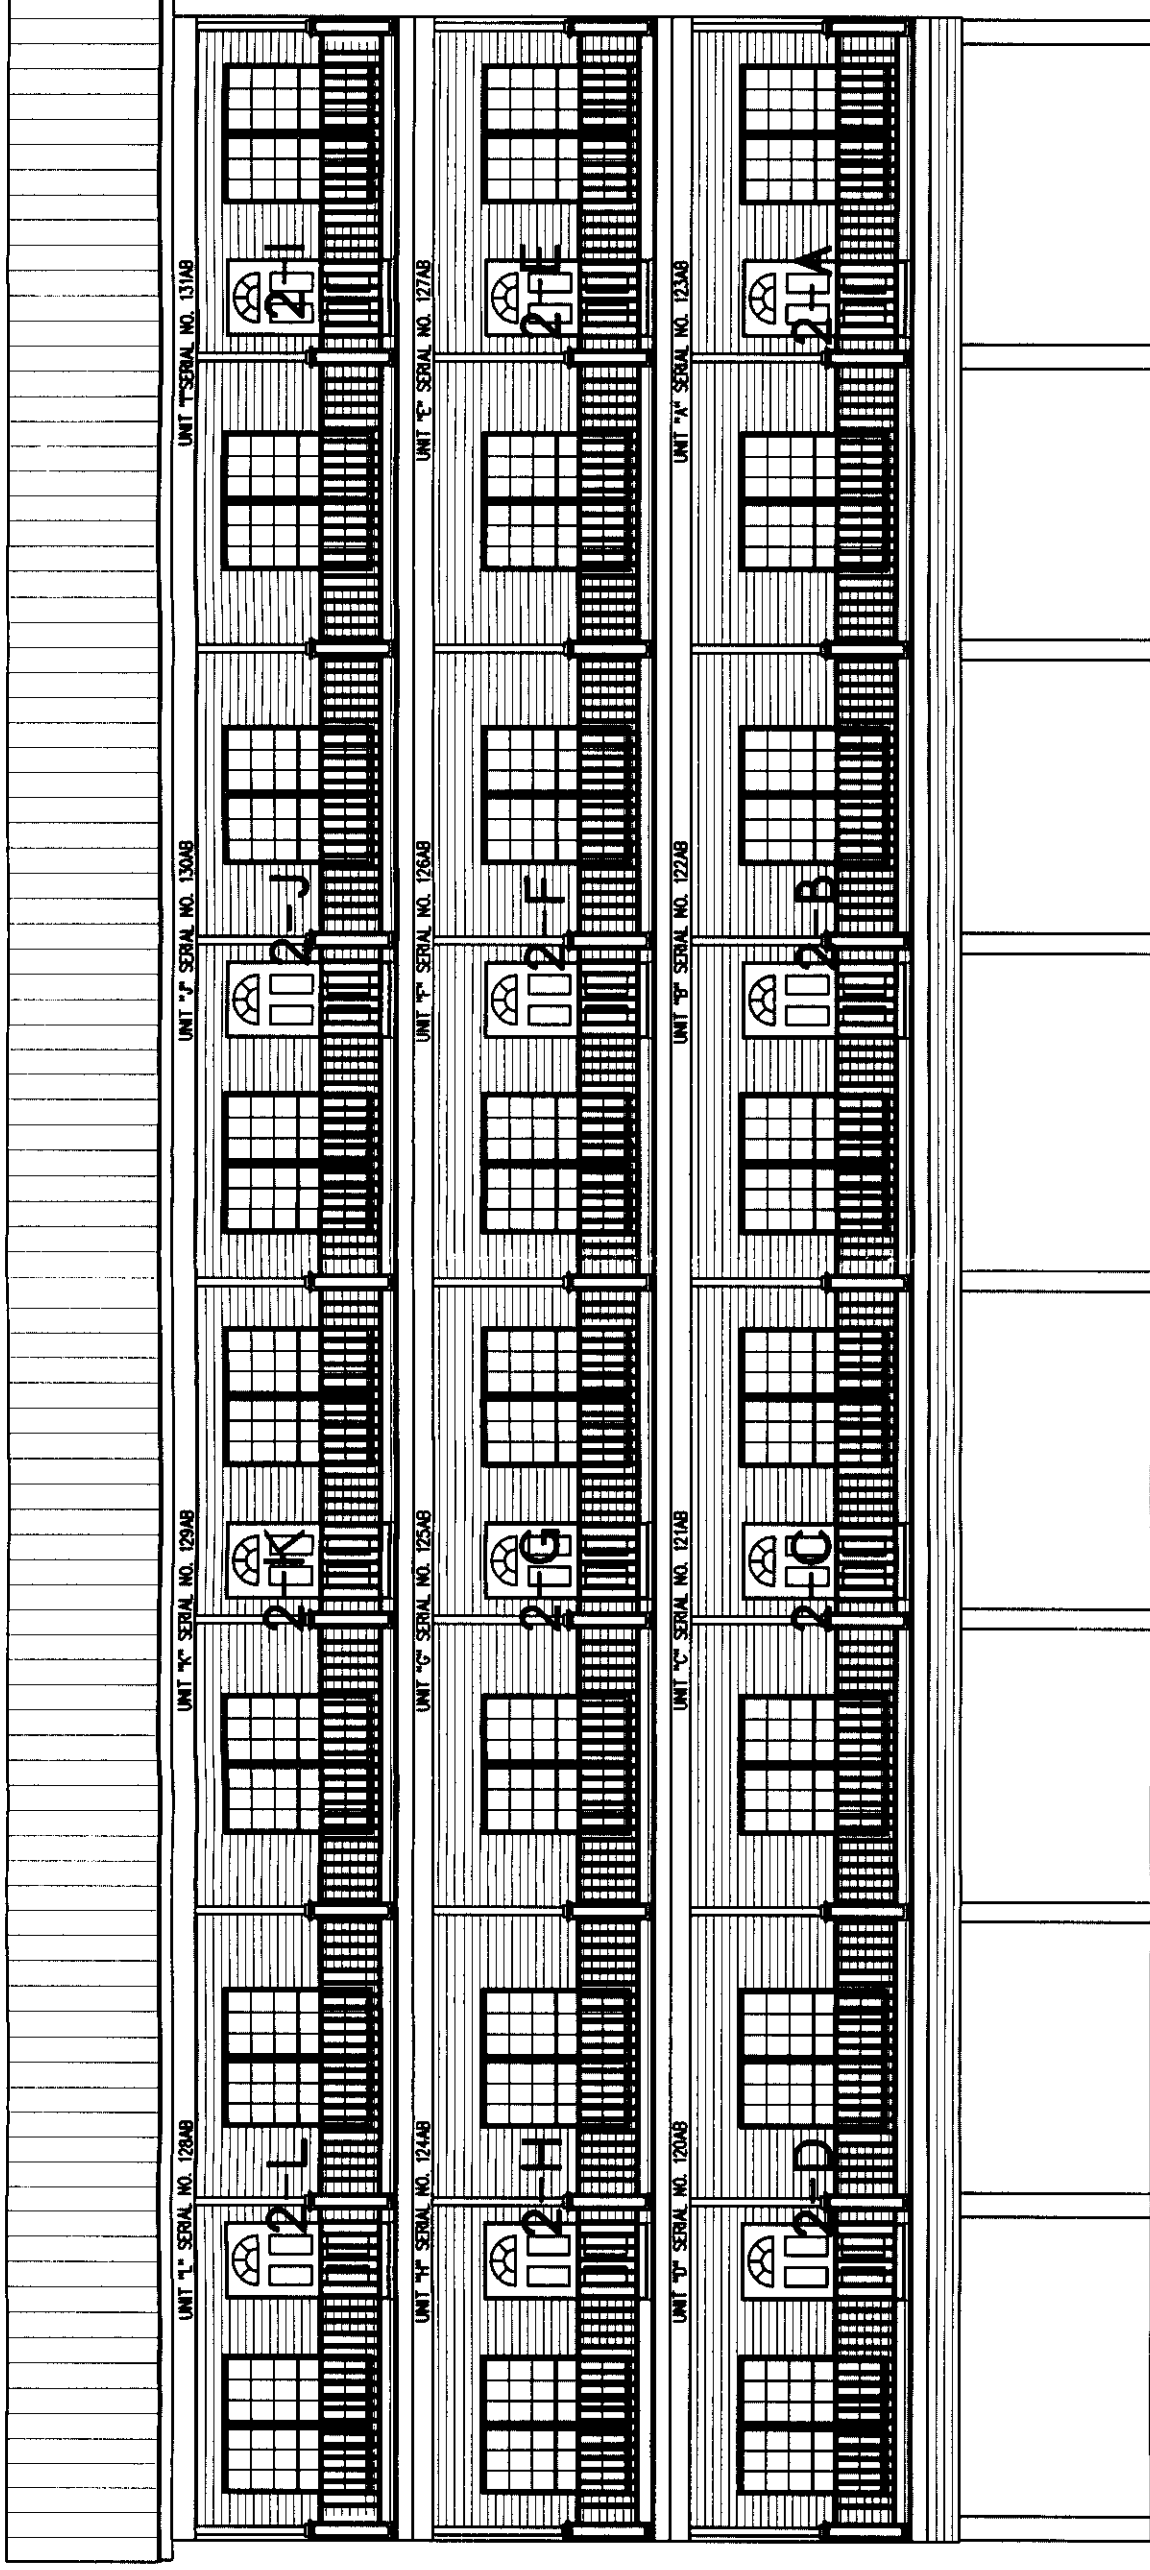 UNIT "L" SERIAL NO. 128AB
UNIT "K" SERIAL NO. 129AB
UNIT "J" SERIAL NO. 130AB
UNIT "I" SERIAL NO. 131AB
2-L
2-K
2-J
2-I
UNIT "H" SERIAL NO. 124AB
UNIT "G" SERIAL NO. 125AB
UNIT "F" SERIAL NO. 126AB
UNIT "E" SERIAL NO. 127AB
2-H
2-G
2-F
2-E
UNIT "D" SERIAL NO. 120AB
UNIT "C" SERIAL NO. 121AB
UNIT "B" SERIAL NO. 122AB
UNIT "A" SERIAL NO. 123AB
2-D
2-C
2-B
2-A